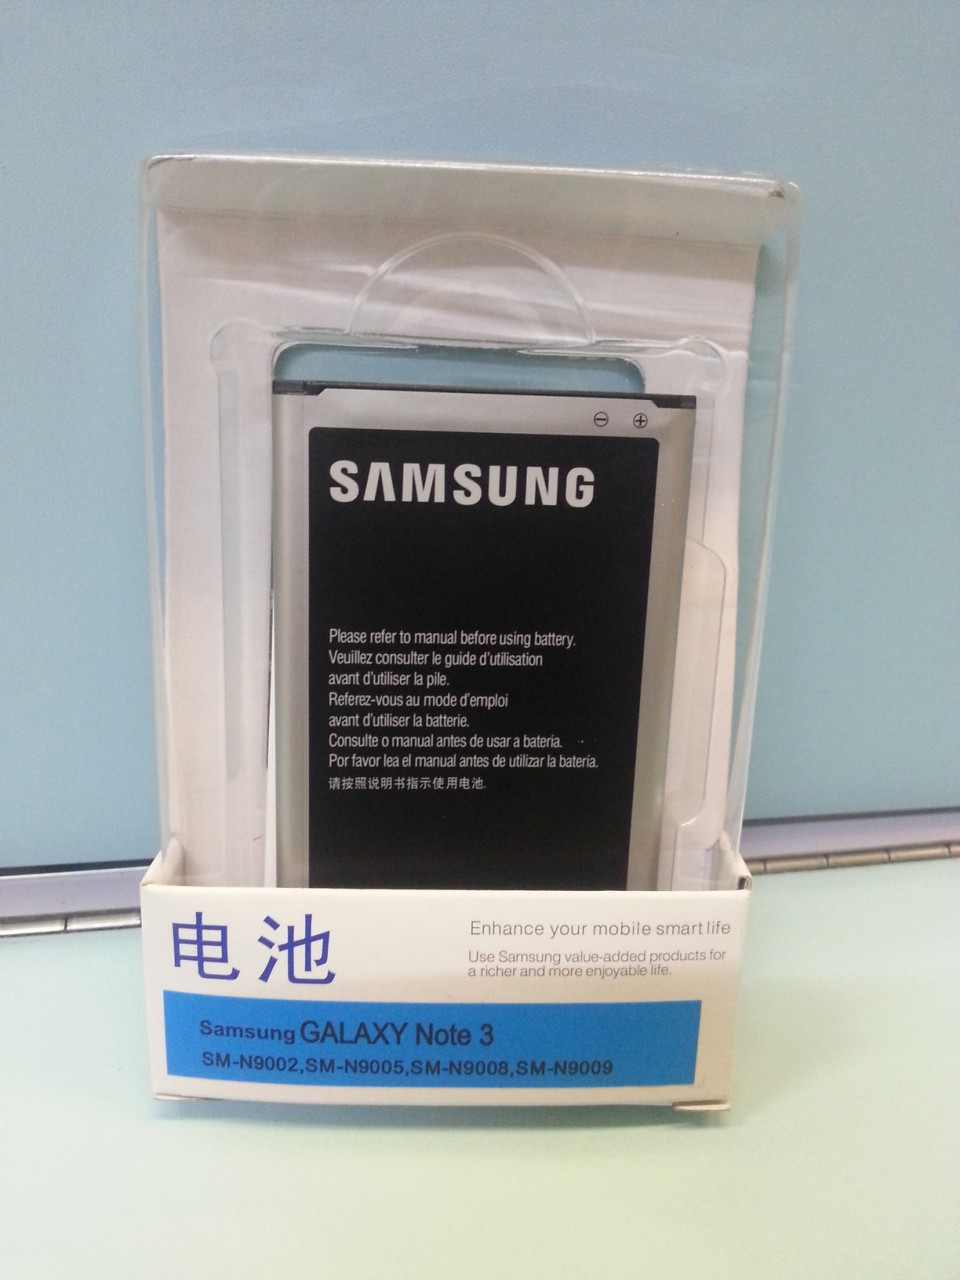 ⊖ ⊕
SAMSUNG
Please refer to manual before using battery.
Veuillez consulter le guide d'utilisation
avant d'utiliser la pile.
Referez-vous au mode d'emploi
avant d'utiliser la batterie.
Consulte o manual antes de usar a bateria.
Por favor lea el manual antes de utilizar la batería.
请按照说明书指示使用电池.
电池
Enhance your mobile smart life
Use Samsung value-added products for
a richer and more enjoyable life.
Samsung GALAXY Note 3
SM-N9002,SM-N9005,SM-N9008,SM-N9009